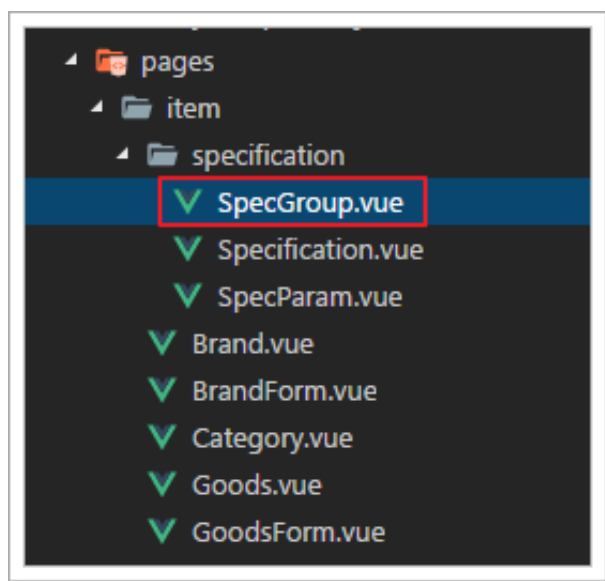 pages
item
specification
SpecGroup.vue
Specification.vue
SpecParam.vue
Brand.vue
BrandForm.vue
Category.vue
Goods.vue
GoodsForm.vue